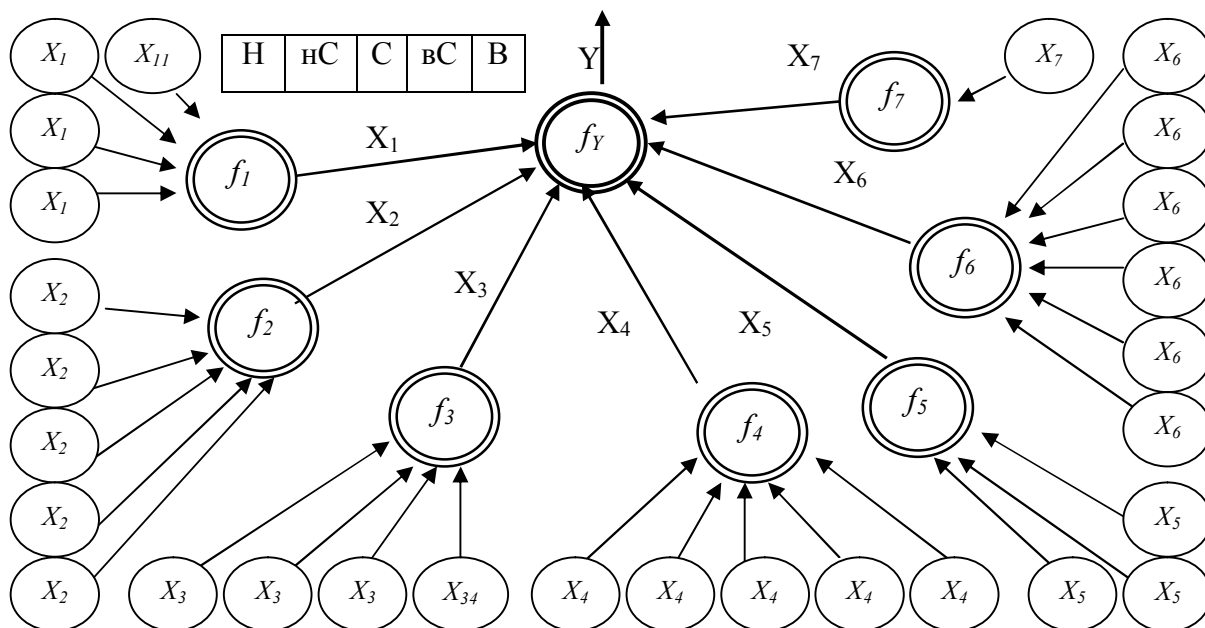 X1 X11 Н нС С вС В Y X7 f7 X7 X6
X1 f1 X1 fY X6
X1 X2 X6 X6
X2 f2 X3 X4 X5 f6 X6
X2 X6
X2 f3 f4 f5 X6
X2 X5
X2 X3 X3 X3 X34 X4 X4 X4 X4 X4 X5 X5